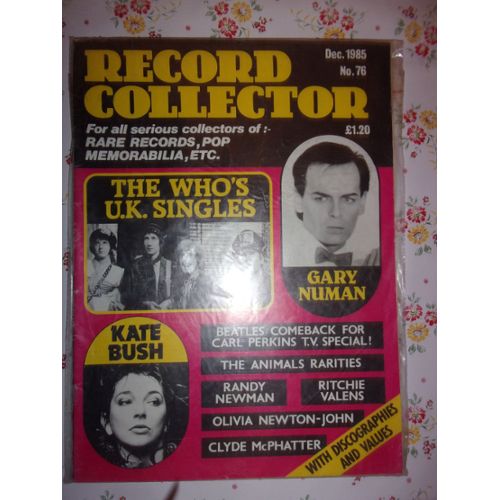 RECORD
COLLECTOR
Dec. 1985
No. 76
£1.20
For all serious collectors of :-
RARE RECORDS, POP
MEMORABILIA, ETC.
THE WHO'S
U.K. SINGLES
GARY
NUMAN
KATE
BUSH
BEATLES COMEBACK FOR
CARL PERKINS T.V. SPECIAL!
THE ANIMALS RARITIES
RANDY
NEWMAN
RITCHIE
VALENS
OLIVIA NEWTON-JOHN
CLYDE McPHATTER
WITH DISCOGRAPHIES
AND VALUES